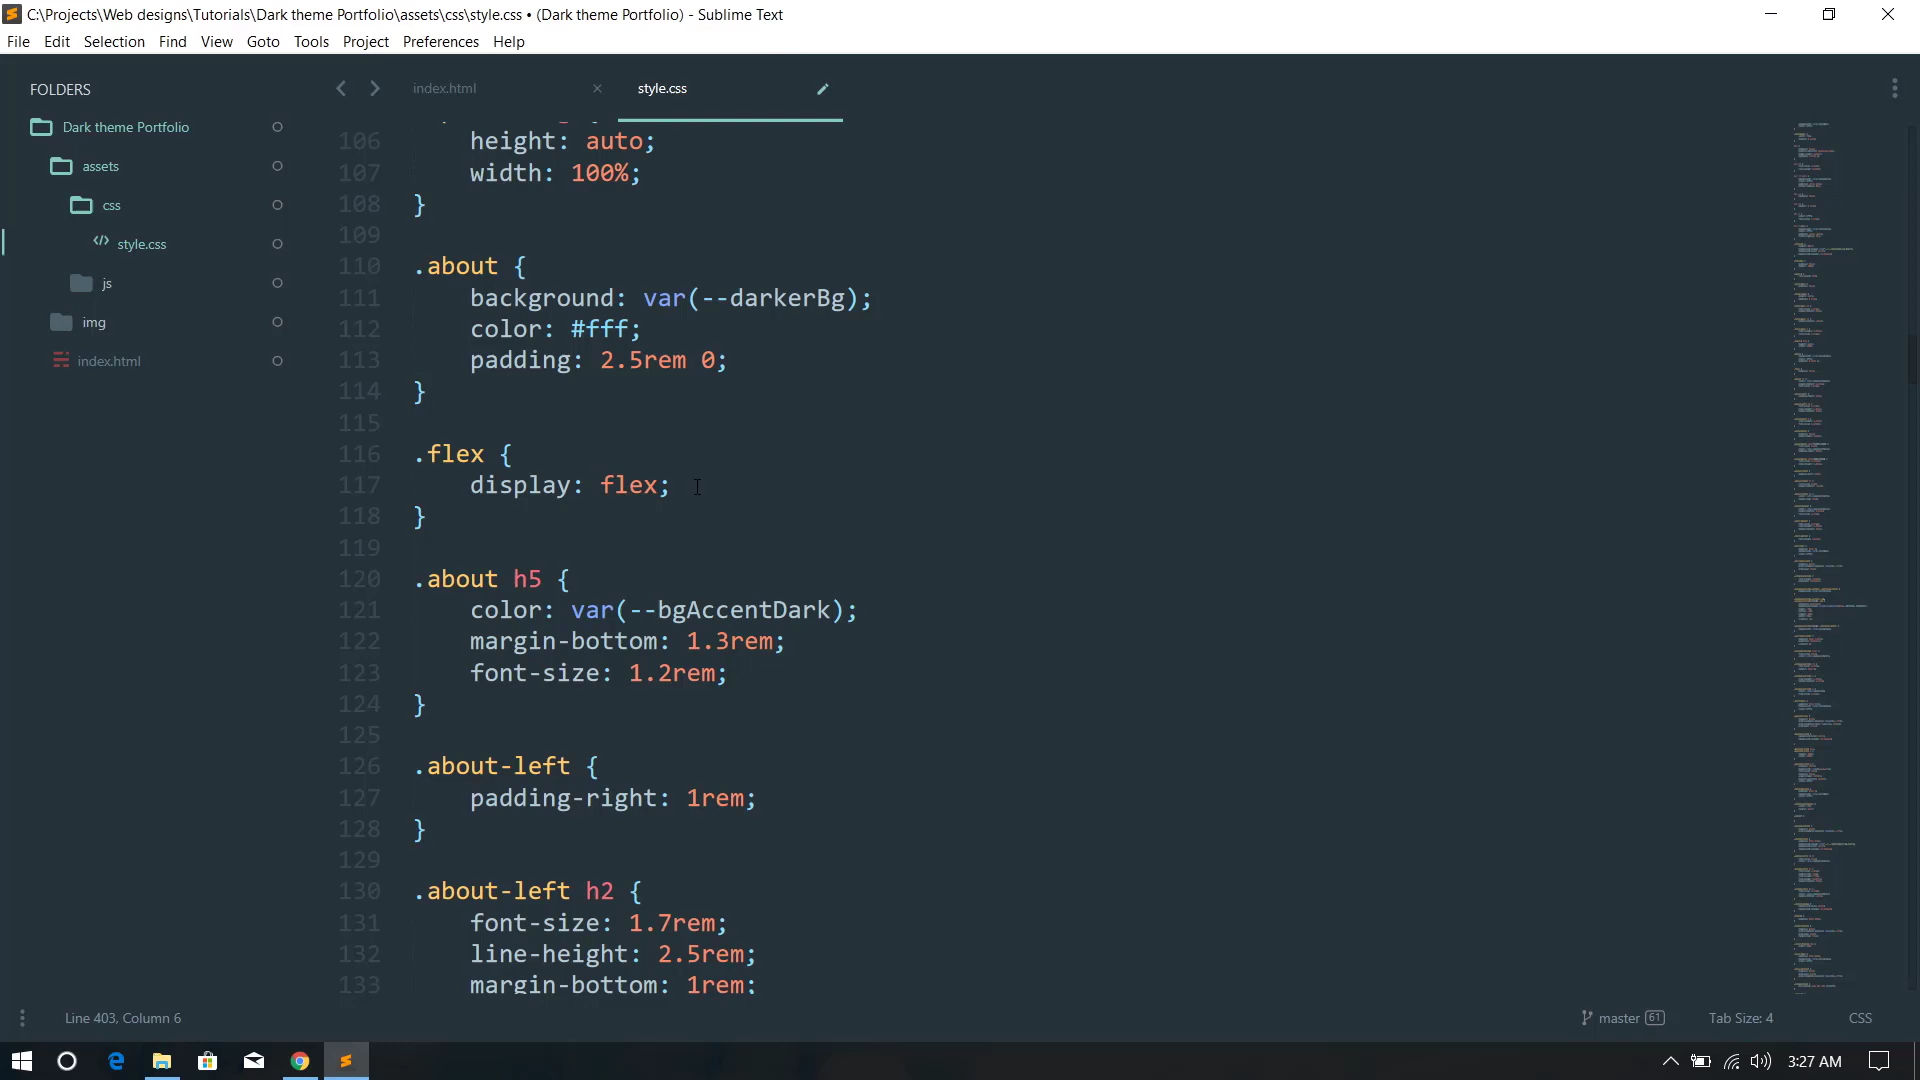 C:\Projects\Web designs\Tutorials\Dark theme Portfolio\assets\css\style.css • (Dark theme Portfolio) - Sublime Text
File Edit Selection Find View Goto Tools Project Preferences Help
FOLDERS
Dark theme Portfolio
assets
css
style.css
js
img
index.html
index.html
style.css
106 height: auto;
107 width: 100%;
108 }
109
110 .about {
111 background: var(--darkerBg);
112 color: #fff;
113 padding: 2.5rem 0;
114 }
115
116 .flex {
117 display: flex;
118 }
119
120 .about h5 {
121 color: var(--bgAccentDark);
122 margin-bottom: 1.3rem;
123 font-size: 1.2rem;
124 }
125
126 .about-left {
127 padding-right: 1rem;
128 }
129
130 .about-left h2 {
131 font-size: 1.7rem;
132 line-height: 2.5rem;
133 margin-bottom: 1rem;
Line 403, Column 6
master 61
Tab Size: 4
CSS
3:27 AM